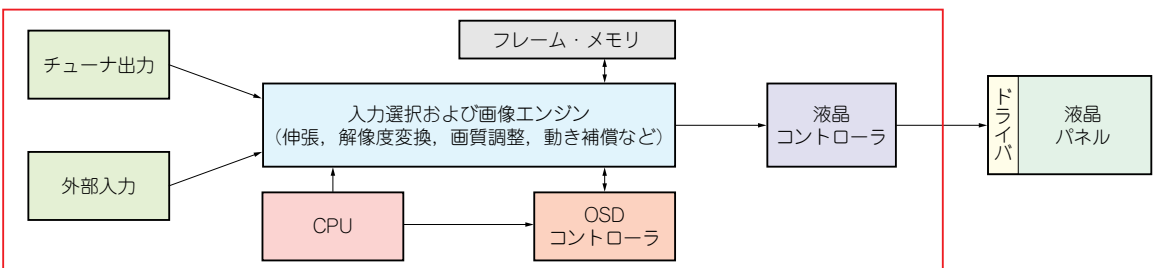 フレーム・メモリ
チューナ出力
入力選択および画像エンジン
(伸張,解像度変換,画質調整,動き補償など)
液晶
コントローラ
ドライバ
液晶
パネル
外部入力
CPU
OSD
コントローラ